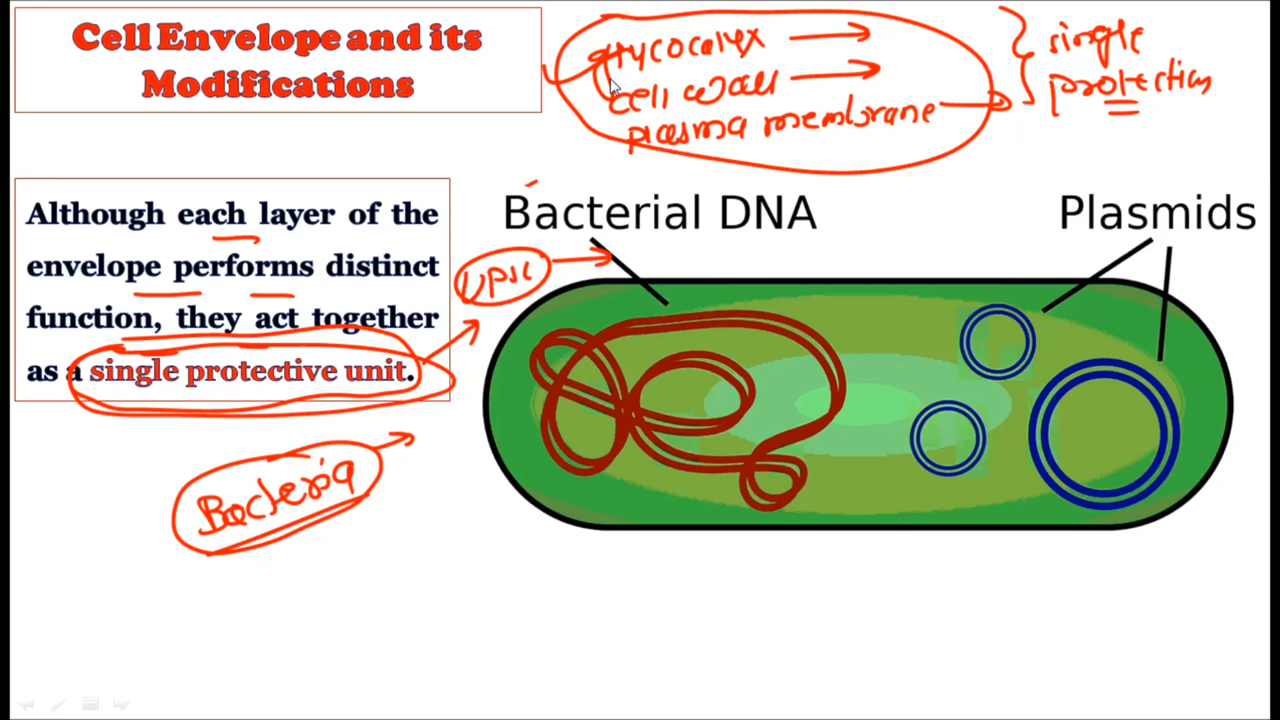 Cell Envelope and its
Modifications
glycocalyx
cell wall
plasma membrane
single
protection
Although each layer of the
envelope performs distinct
function, they act together
as a single protective unit.
UPSC
Bacterial DNA
Plasmids
Bacteria